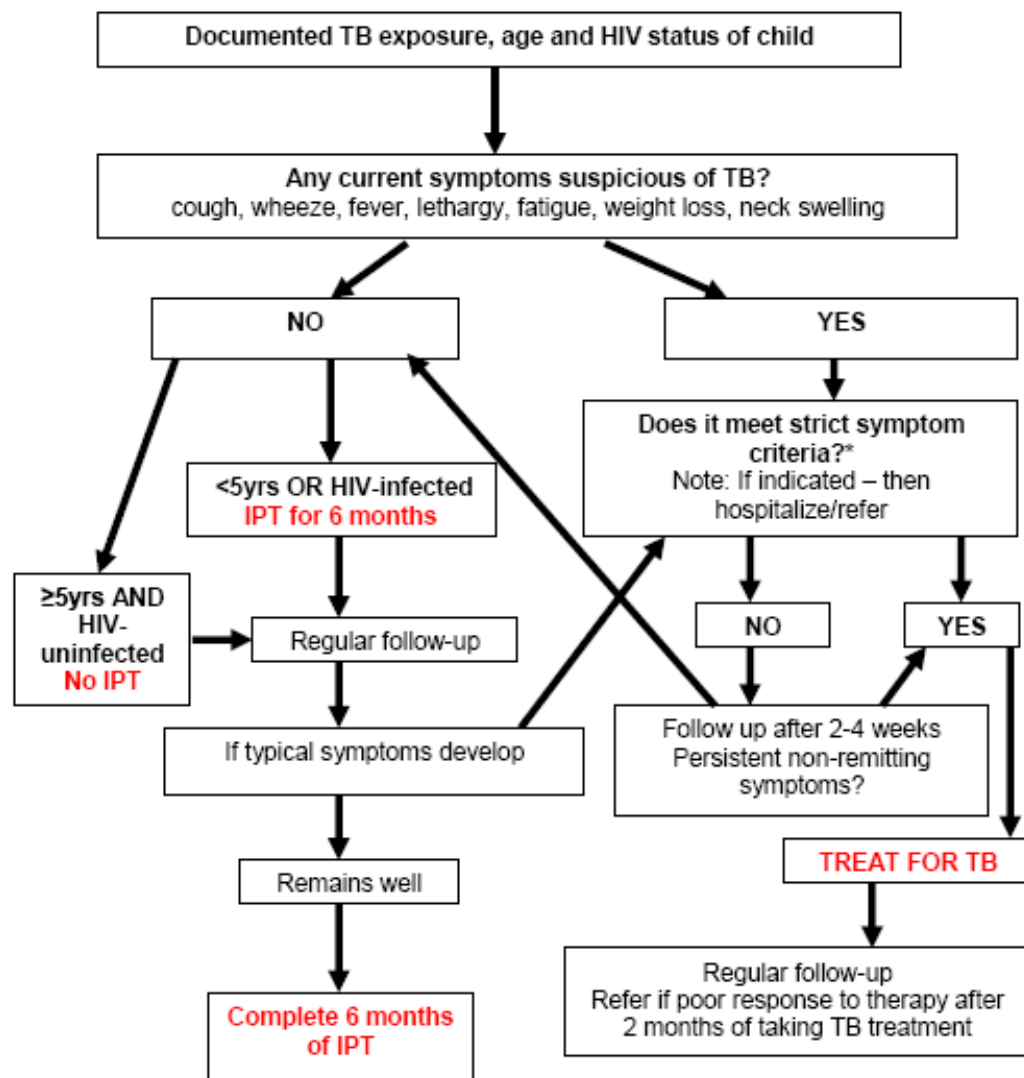 Documented TB exposure, age and HIV status of child
Any current symptoms suspicious of TB?
cough, wheeze, fever, lethargy, fatigue, weight loss, neck swelling
NO
YES
Does it meet strict symptom
criteria?*
Note: If indicated – then
hospitalize/refer
<5yrs OR HIV-infected
IPT for 6 months
≥5yrs AND
HIV-
uninfected
No IPT
Regular follow-up
NO
YES
If typical symptoms develop
Follow up after 2-4 weeks
Persistent non-remitting
symptoms?
Remains well
TREAT FOR TB
Complete 6 months
of IPT
Regular follow-up
Refer if poor response to therapy after
2 months of taking TB treatment